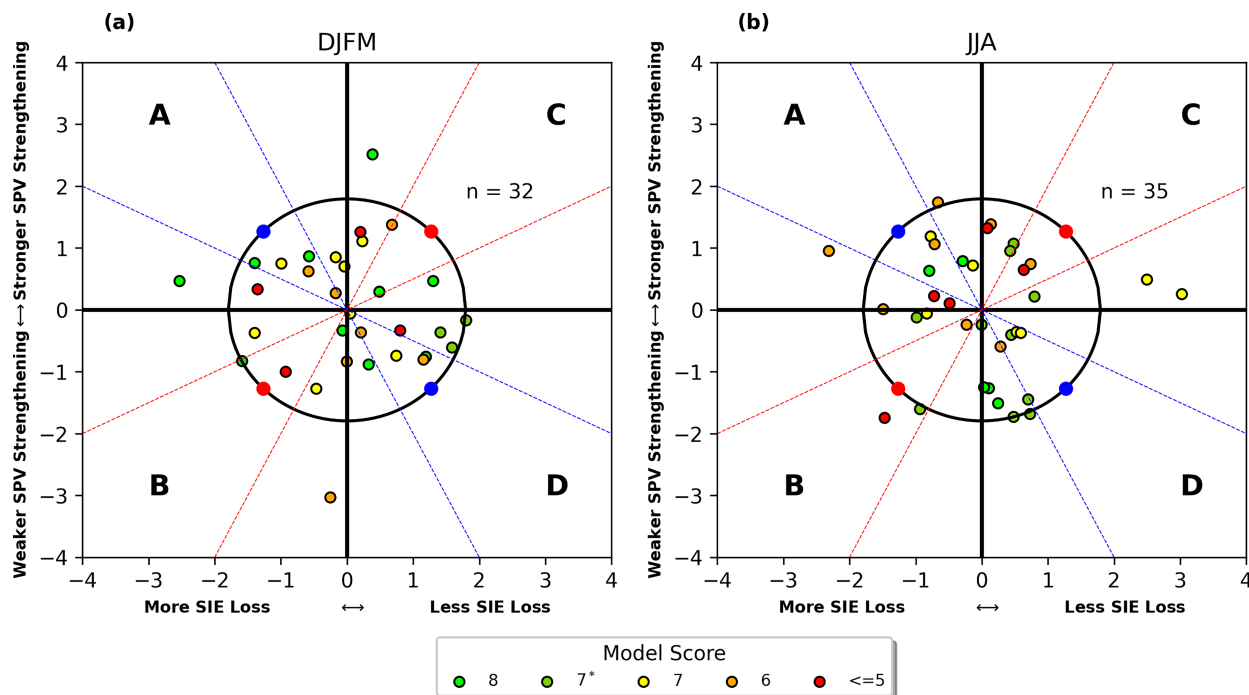 (a)
DJFM
Weaker SPV Strengthening ⟷ Stronger SPV Strengthening
4
3
2
1
0
−1
−2
−3
−4
A
C
n = 32
B
D
−4 −3 −2 −1 0 1 2 3 4
More SIE Loss ⟷ Less SIE Loss
(b)
JJA
Weaker SPV Strengthening ⟷ Stronger SPV Strengthening
4
3
2
1
0
−1
−2
−3
−4
A
C
n = 35
B
D
−4 −3 −2 −1 0 1 2 3 4
More SIE Loss ⟷ Less SIE Loss
Model Score
8 7* 7 6 <=5